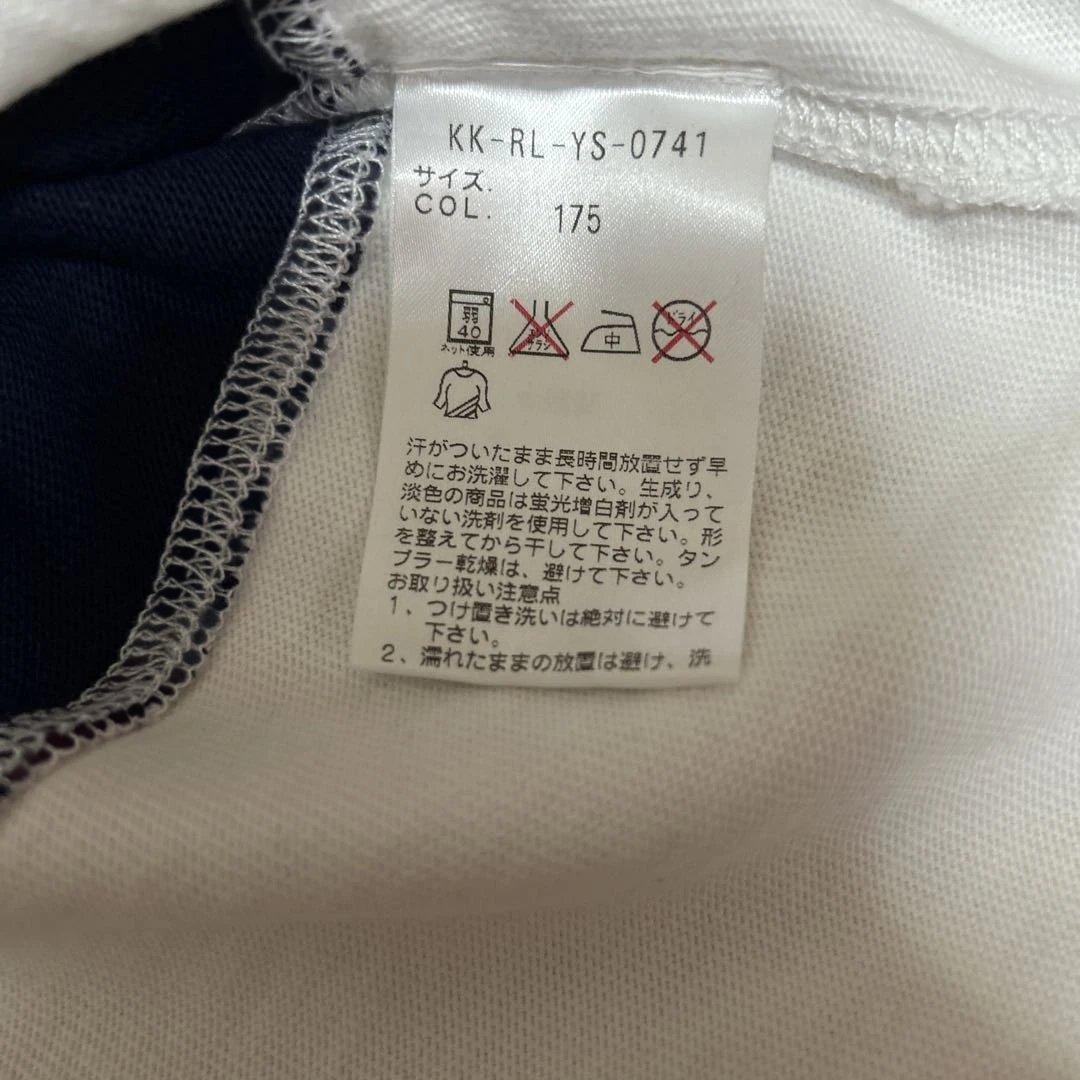 KK-RL-YS-0741
サイズ.
COL. 175
弱
40
ネット使用
エンソ
サラシ
中
ドライ
汗がついたまま長時間放置せず早
めにお洗濯して下さい。生成り、
淡色の商品は蛍光増白剤が入って
いない洗剤を使用して下さい。形
を整えてから干して下さい。タン
ブラー乾燥は、避けて下さい。
お取り扱い注意点
1、つけ置き洗いは絶対に避けて
下さい。
2、濡れたままの放置は避け、洗